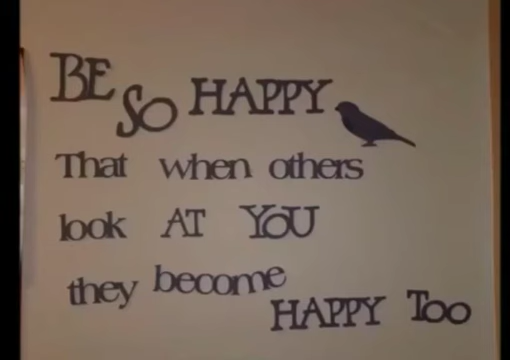 BE SO HAPPY
That when others
look AT YOU
they become
HAPPY Too